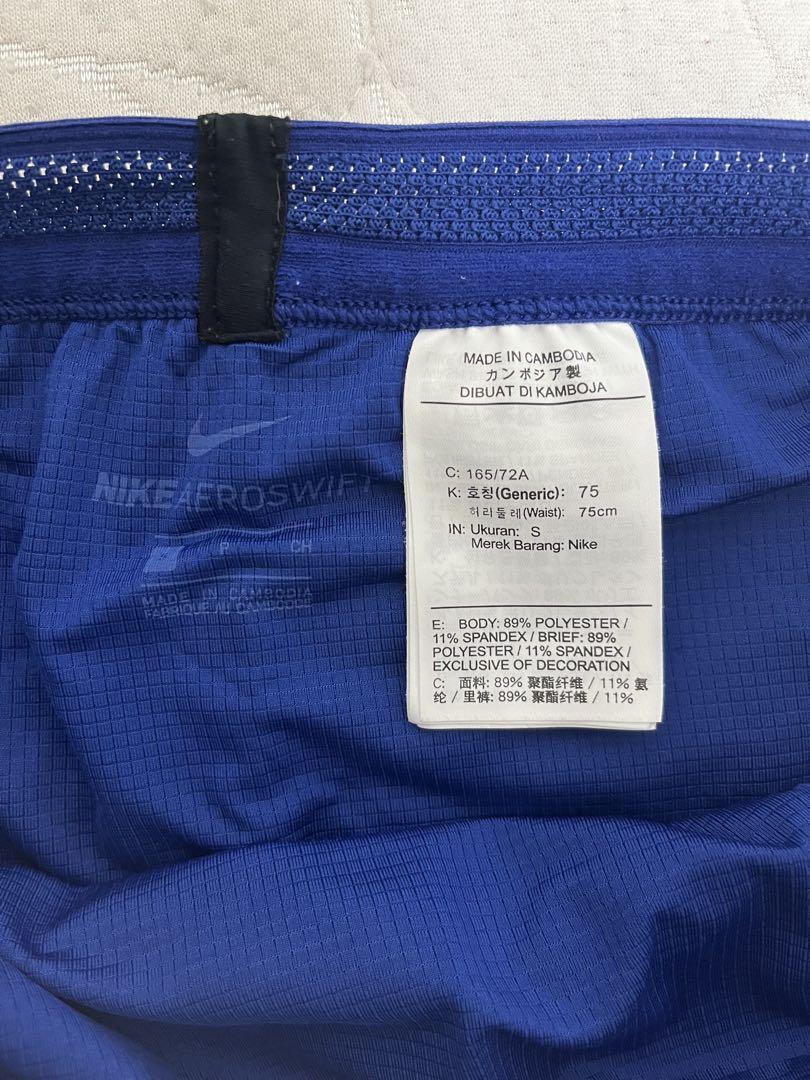 MADE IN CAMBODIA
カンボジア製
DIBUAT DI KAMBOJA
C: 165/72A
K: 호칭(Generic): 75
허리둘레(Waist): 75cm
IN: Ukuran: S
Merek Barang: Nike
E: BODY: 89% POLYESTER /
11% SPANDEX / BRIEF: 89%
POLYESTER / 11% SPANDEX /
EXCLUSIVE OF DECORATION
C: 面料: 89% 聚酯纤维 / 11% 氨
纶 / 里裤: 89% 聚酯纤维 / 11%
NIKE AEROSWIFT
P CH
MADE IN CAMBODIA
FABRIQUE AU CAMBODGE